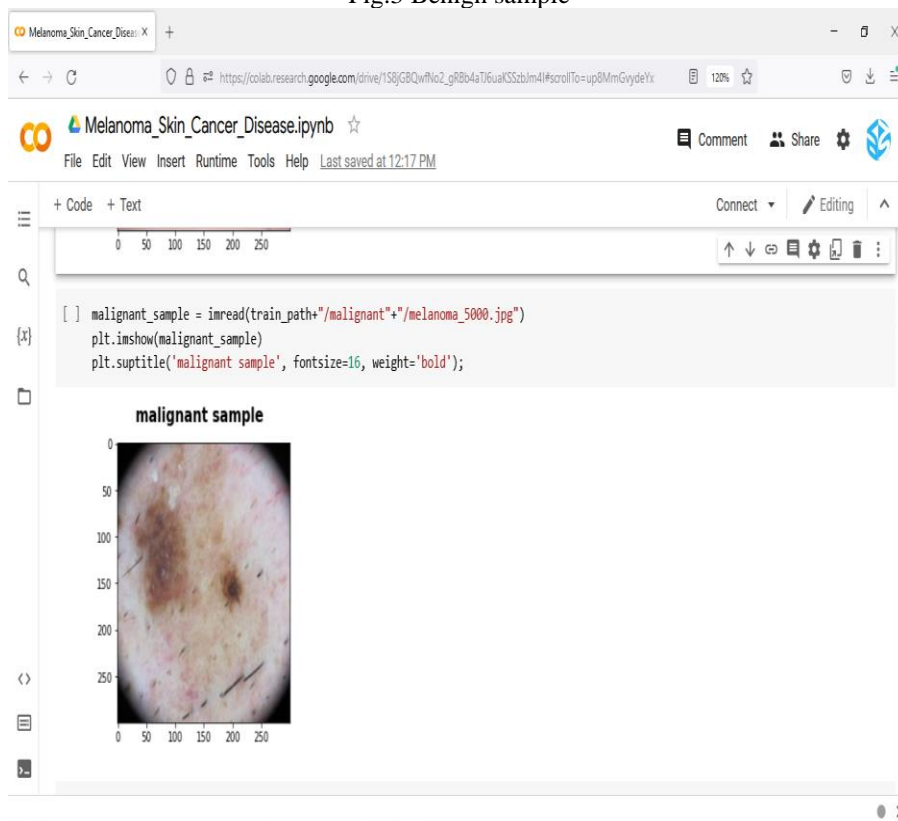 Fig.3 Benign sample
Melanoma_Skin_Cancer_Diseas X +
https://colab.research.google.com/drive/1S8jGBQwfNo2_gRBb4aTJ6uaKSSzbJm4I#scrollTo=up8MmGvydeYx 120%
CO Melanoma_Skin_Cancer_Disease.ipynb
Comment Share
File Edit View Insert Runtime Tools Help Last saved at 12:17 PM
+ Code + Text Connect Editing
0 50 100 150 200 250
{x}
[ ] malignant_sample = imread(train_path+"/malignant"+"/melanoma_5000.jpg")
plt.imshow(malignant_sample)
plt.suptitle('malignant sample', fontsize=16, weight='bold');
malignant sample
0
50
100
150
200
250
0 50 100 150 200 250